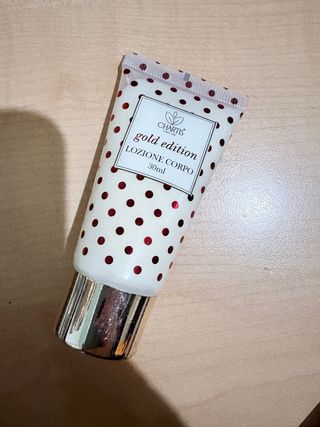 CHARTIS
gold edition
LOZIONE CORPO
30ml